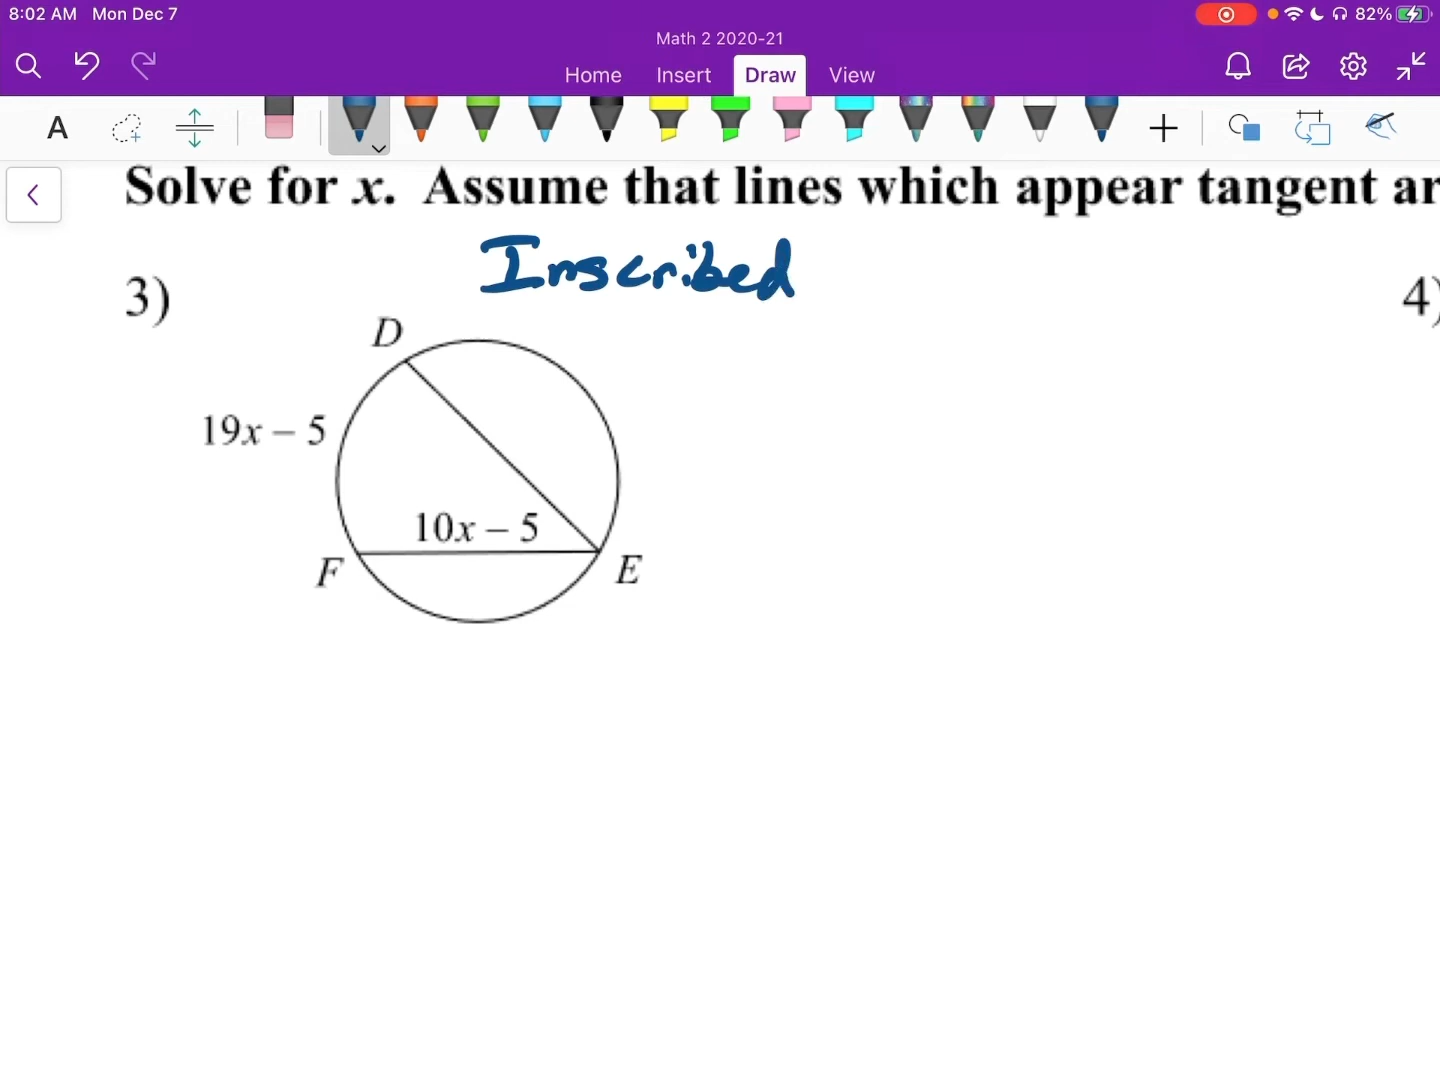 8:02 AM Mon Dec 7
82%
Math 2 2020-21
Home Insert Draw View
A
Solve for x. Assume that lines which appear tangent ar
Inscribed
3)
4)
D
19x – 5
10x – 5
F
E